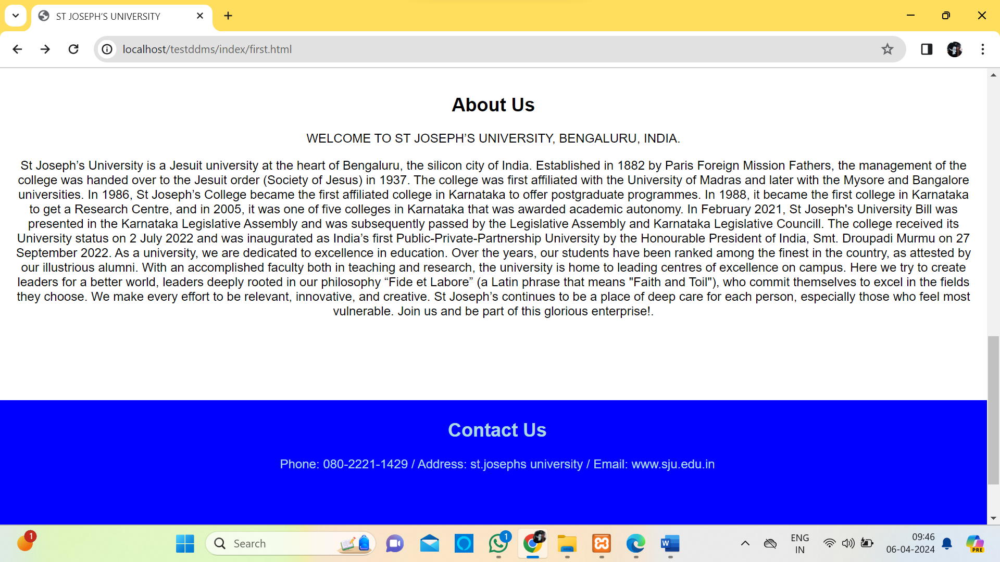 ST JOSEPH'S UNIVERSITY
localhost/testddms/index/first.html
About Us
WELCOME TO ST JOSEPH’S UNIVERSITY, BENGALURU, INDIA.
St Joseph’s University is a Jesuit university at the heart of Bengaluru, the silicon city of India. Established in 1882 by Paris Foreign Mission Fathers, the management of the
college was handed over to the Jesuit order (Society of Jesus) in 1937. The college was first affiliated with the University of Madras and later with the Mysore and Bangalore
universities. In 1986, St Joseph’s College became the first affiliated college in Karnataka to offer postgraduate programmes. In 1988, it became the first college in Karnataka
to get a Research Centre, and in 2005, it was one of five colleges in Karnataka that was awarded academic autonomy. In February 2021, St Joseph's University Bill was
presented in the Karnataka Legislative Assembly and was subsequently passed by the Legislative Assembly and Karnataka Legislative Councill. The college received its
University status on 2 July 2022 and was inaugurated as India’s first Public-Private-Partnership University by the Honourable President of India, Smt. Droupadi Murmu on 27
September 2022. As a university, we are dedicated to excellence in education. Over the years, our students have been ranked among the finest in the country, as attested by
our illustrious alumni. With an accomplished faculty both in teaching and research, the university is home to leading centres of excellence on campus. Here we try to create
leaders for a better world, leaders deeply rooted in our philosophy “Fide et Labore” (a Latin phrase that means "Faith and Toil"), who commit themselves to excel in the fields
they choose. We make every effort to be relevant, innovative, and creative. St Joseph’s continues to be a place of deep care for each person, especially those who feel most
vulnerable. Join us and be part of this glorious enterprise!.
Contact Us
Phone: 080-2221-1429 / Address: st.josephs university / Email: www.sju.edu.in
1
Search
1
W
ENG
IN
09:46
06-04-2024
PRE